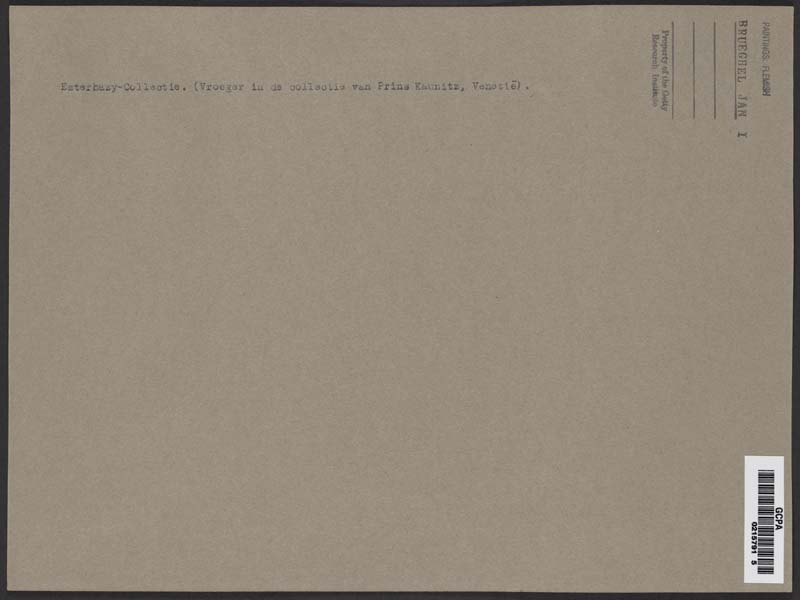 Esterhazy-Collectie. (Vroeger in de collectie van Prins Kaunitz, Venetië).
PAINTINGS: FLEMISH
BRUEGHEL JAN I
Property of the Getty
Research Institute
GCPA
0215791 5